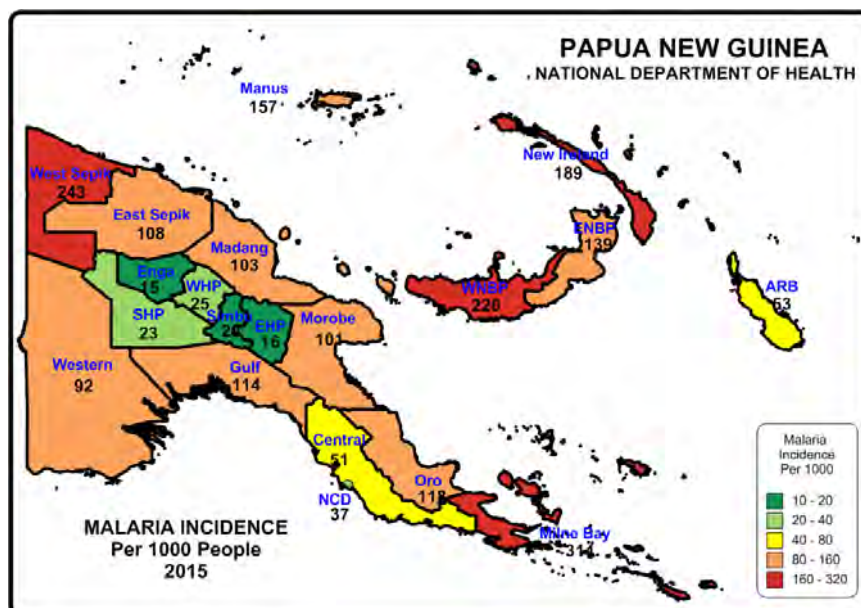 PAPUA NEW GUINEA
NATIONAL DEPARTMENT OF HEALTH
Manus
157
New Ireland
189
West Sepik
243
East Sepik
108
ENBP
139
Madang
103
Enga
15
WHP
25
WNBP
220
ARB
53
SHP
23
Simbu
20
EHP
16
Morobe
101
Western
92
Gulf
114
Central
51
Oro
NCD
37
Milne Bay
MALARIA INCIDENCE
Per 1000 People
2015
Malaria
Incidence
Per 1000
10 - 20
20 - 40
40 - 80
80 - 160
160 - 320